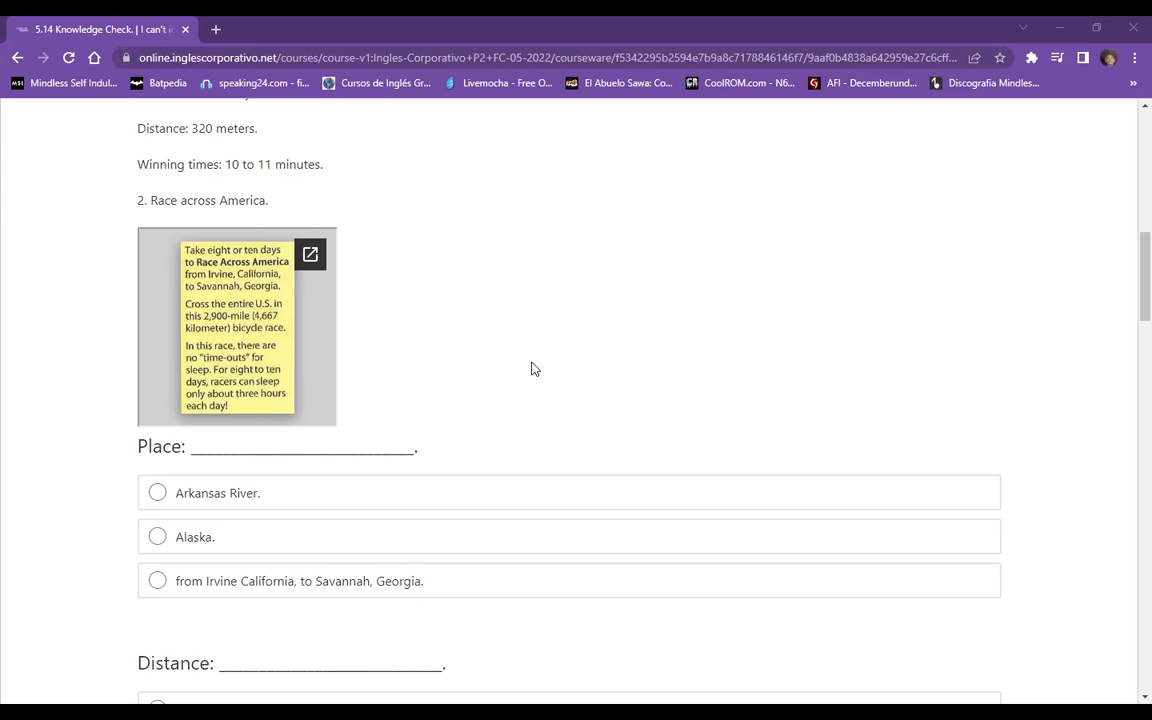 5.14 Knowledge Check. | I can't i
online.inglescorporativo.net/courses/course-v1:Ingles-Corporativo+P2+FC-05-2022/courseware/f5342295b2594e7b9a8c7178846146f7/9aaf0b4838a642959e27c6cff...
Mindless Self Indul... Batpedia speaking24.com - fi... Cursos de Inglés Gr... Livemocha - Free O... El Abuelo Sawa: Co... CoolROM.com - N6... AFI - Decemberund... Discografia Mindles... »
Distance: 320 meters.
Winning times: 10 to 11 minutes.
2. Race across America.
Take eight or ten days
to Race Across America
from Irvine, California,
to Savannah, Georgia.
Cross the entire U.S. in
this 2,900-mile (4,667
kilometer) bicycle race.
In this race, there are
no "time-outs" for
sleep. For eight to ten
days, racers can sleep
only about three hours
each day!
Place: ___________________________.
Arkansas River.
Alaska.
from Irvine California, to Savannah, Georgia.
Distance: ___________________________.